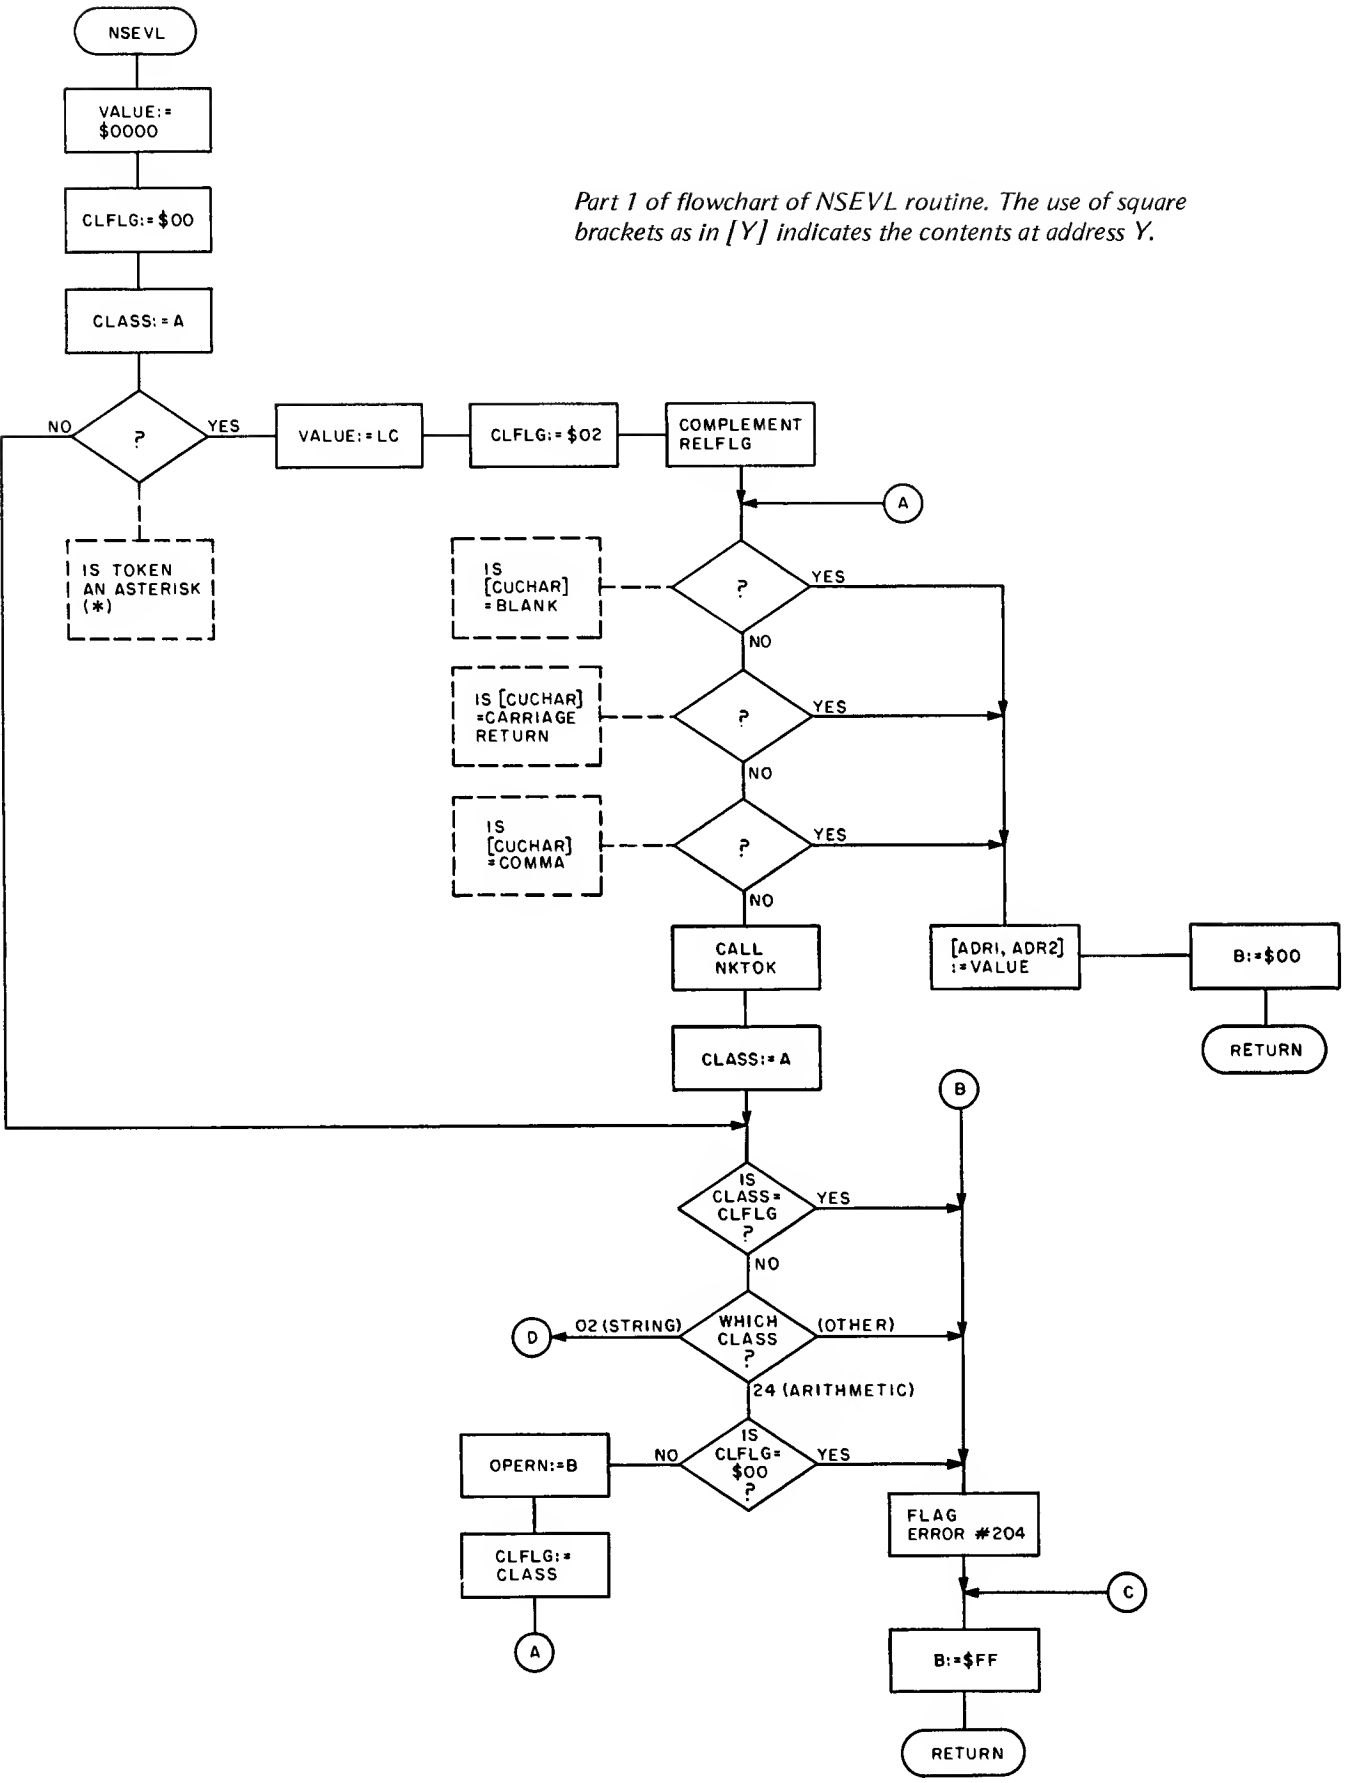 NSEVL
VALUE:=
$0000
CLFLG:=$00
CLASS:=A
Part 1 of flowchart of NSEVL routine. The use of square
brackets as in [Y] indicates the contents at address Y.
NO
?
YES
VALUE:=LC
CLFLG:=$02
COMPLEMENT
RELFLG
A
IS TOKEN
AN ASTERISK
(*)
IS
[CUCHAR]
=BLANK
?
YES
NO
IS [CUCHAR]
=CARRIAGE
RETURN
?
YES
NO
IS
[CUCHAR]
=COMMA
?
YES
NO
CALL
NKTOK
[ADR1, ADR2]
:=VALUE
B:=$00
RETURN
CLASS:=A
B
IS
CLASS=
CLFLG
?
YES
NO
D
02 (STRING)
WHICH
CLASS
?
(OTHER)
24 (ARITHMETIC)
OPERN:=B
NO
IS
CLFLG=
$00
?
YES
CLFLG:=
CLASS
A
FLAG
ERROR #204
C
B:=$FF
RETURN